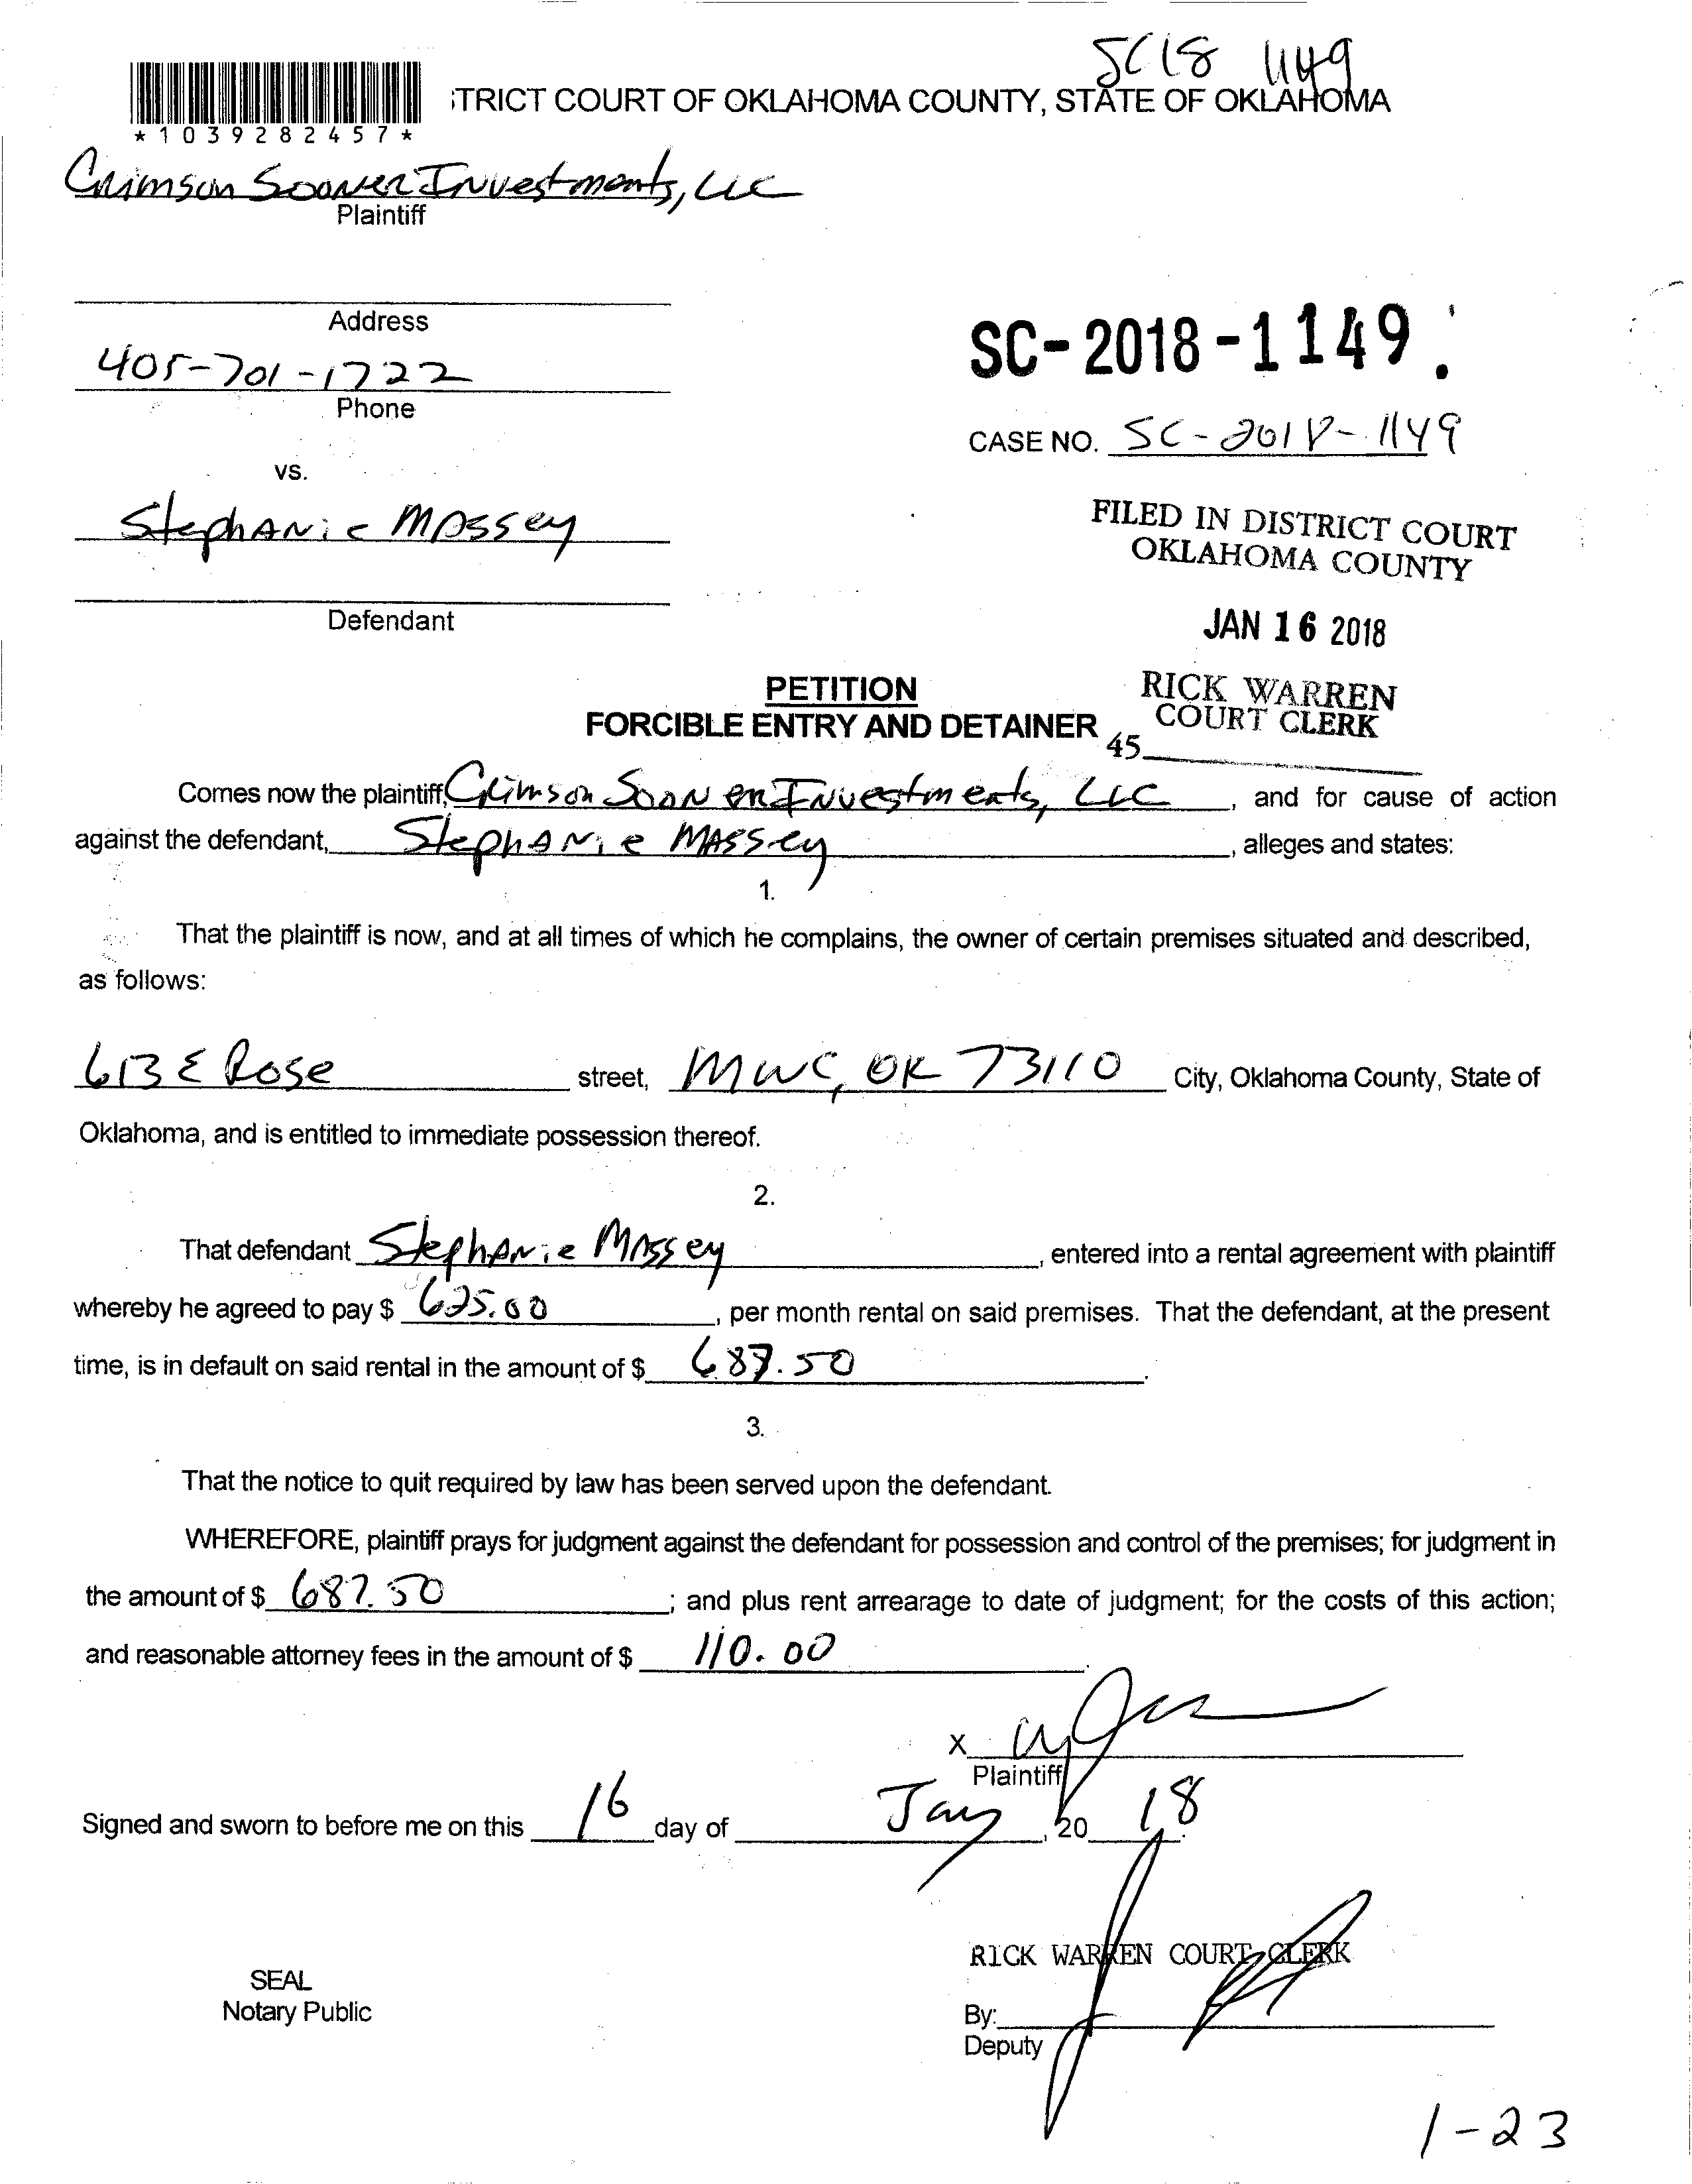 SC18 1149
TRICT COURT OF OKLAHOMA COUNTY, STATE OF OKLAHOMA
*1039282457*
Crimson Sooner Investments, LLC
Plaintiff
Address
405-701-1722
Phone
SC-2018-1149.
CASE NO. SC-2018-1149
vs.
Stephanie Massey
FILED IN DISTRICT COURT
OKLAHOMA COUNTY
Defendant
JAN 16 2018
PETITION
RICK WARREN
COURT CLERK
FORCIBLE ENTRY AND DETAINER
45
Comes now the plaintiff, Crimson Sooner Investments, LLC, and for cause of action
against the defendant, Stephanie Massey, alleges and states:
1.
That the plaintiff is now, and at all times of which he complains, the owner of certain premises situated and described,
as follows:
613 E Rose street, MWC, OK 73110 City, Oklahoma County, State of
Oklahoma, and is entitled to immediate possession thereof.
2.
That defendant Stephanie Massey, entered into a rental agreement with plaintiff
whereby he agreed to pay $ 625.00, per month rental on said premises. That the defendant, at the present
time, is in default on said rental in the amount of $ 687.50.
3.
That the notice to quit required by law has been served upon the defendant.
WHEREFORE, plaintiff prays for judgment against the defendant for possession and control of the premises; for judgment in
the amount of $ 687.50; and plus rent arrearage to date of judgment; for the costs of this action;
and reasonable attorney fees in the amount of $ 110.00.
X
Plaintiff
Signed and sworn to before me on this 16 day of Jany, 20 18.
RICK WARREN COURT CLERK
SEAL
Notary Public
By:
Deputy
1-23